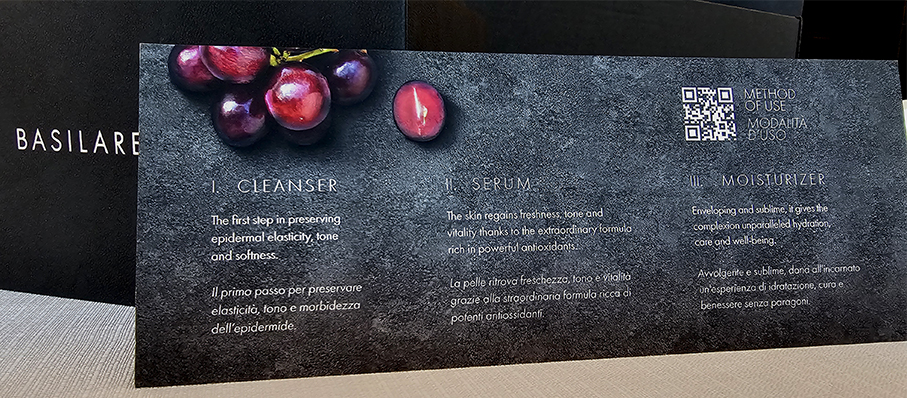 BASILARE
METHOD
OF USE
MODALITÀ
D'USO
I. CLEANSER
The first step in preserving
epidermal elasticity, tone
and softness.
Il primo passo per preservare
elasticità, tono e morbidezza
dell'epidermide.
II. SERUM
The skin regains freshness, tone and
vitality thanks to the extraordinary formula
rich in powerful antioxidants.
La pelle ritrova freschezza, tono e vitalità
grazie alla straordinaria formula ricca di
potenti antiossidanti.
III. MOISTURIZER
Enveloping and sublime, it gives the
complexion unparalleled hydration,
care and well-being.
Avvolgente e sublime, dona all'incarnato
un'esperienza di idratazione, cura e
benessere senza paragoni.